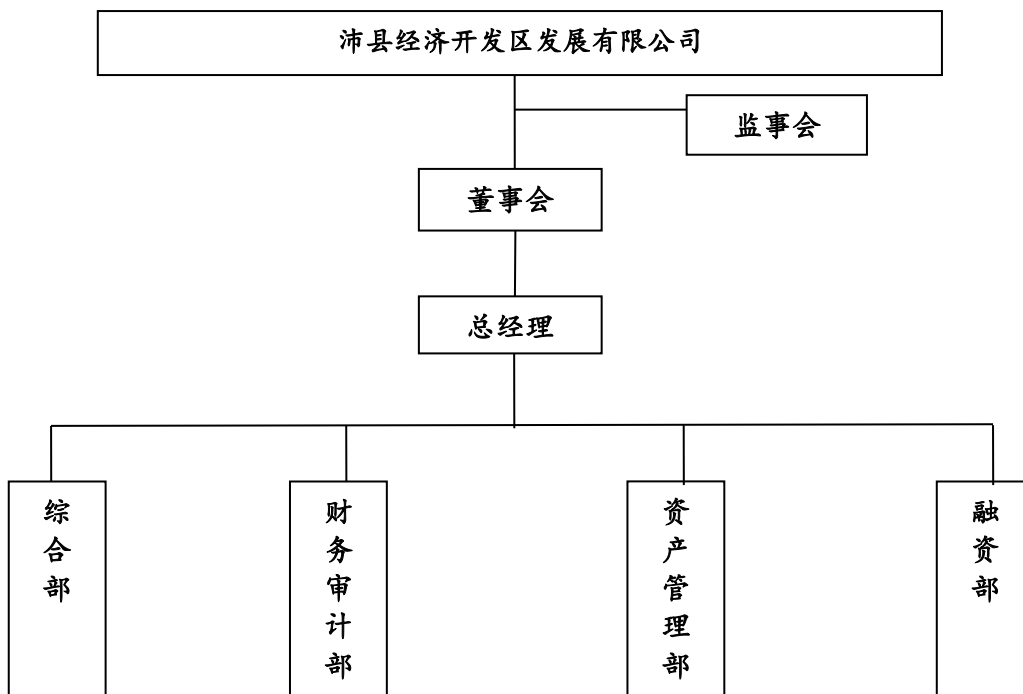 沛县经济开发区发展有限公司
监事会
董事会
总经理
综合部
财务审计部
资产管理部
融资部